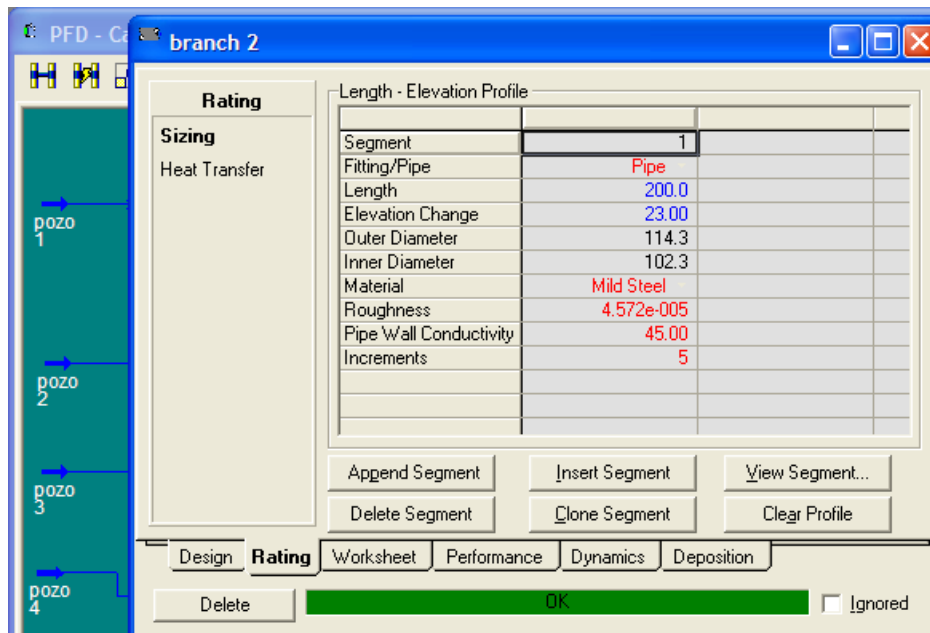 PFD - Ca
branch 2
Rating
Sizing
Heat Transfer
Length - Elevation Profile
Segment 1
Fitting/Pipe Pipe
Length 200.0
Elevation Change 23.00
Outer Diameter 114.3
Inner Diameter 102.3
Material Mild Steel
Roughness 4.572e-005
Pipe Wall Conductivity 45.00
Increments 5
Append Segment Insert Segment View Segment...
Delete Segment Clone Segment Clear Profile
Design Rating Worksheet Performance Dynamics Deposition
Delete OK Ignored
pozo
1
pozo
2
pozo
3
pozo
4